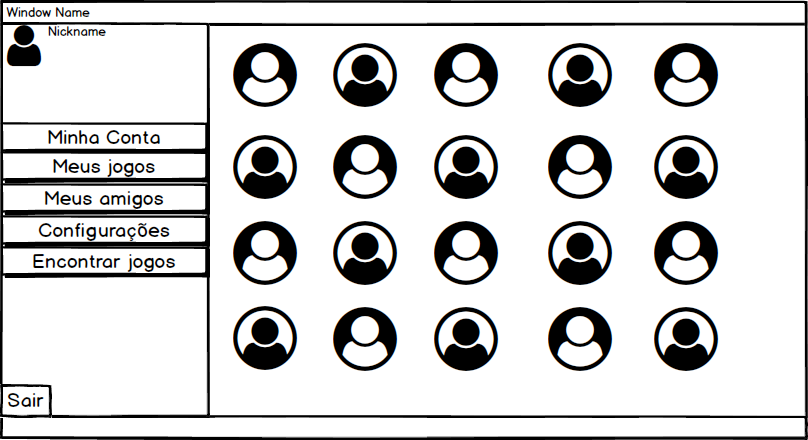 Window Name
Nickname
Minha Conta
Meus jogos
Meus amigos
Configurações
Encontrar jogos
Sair